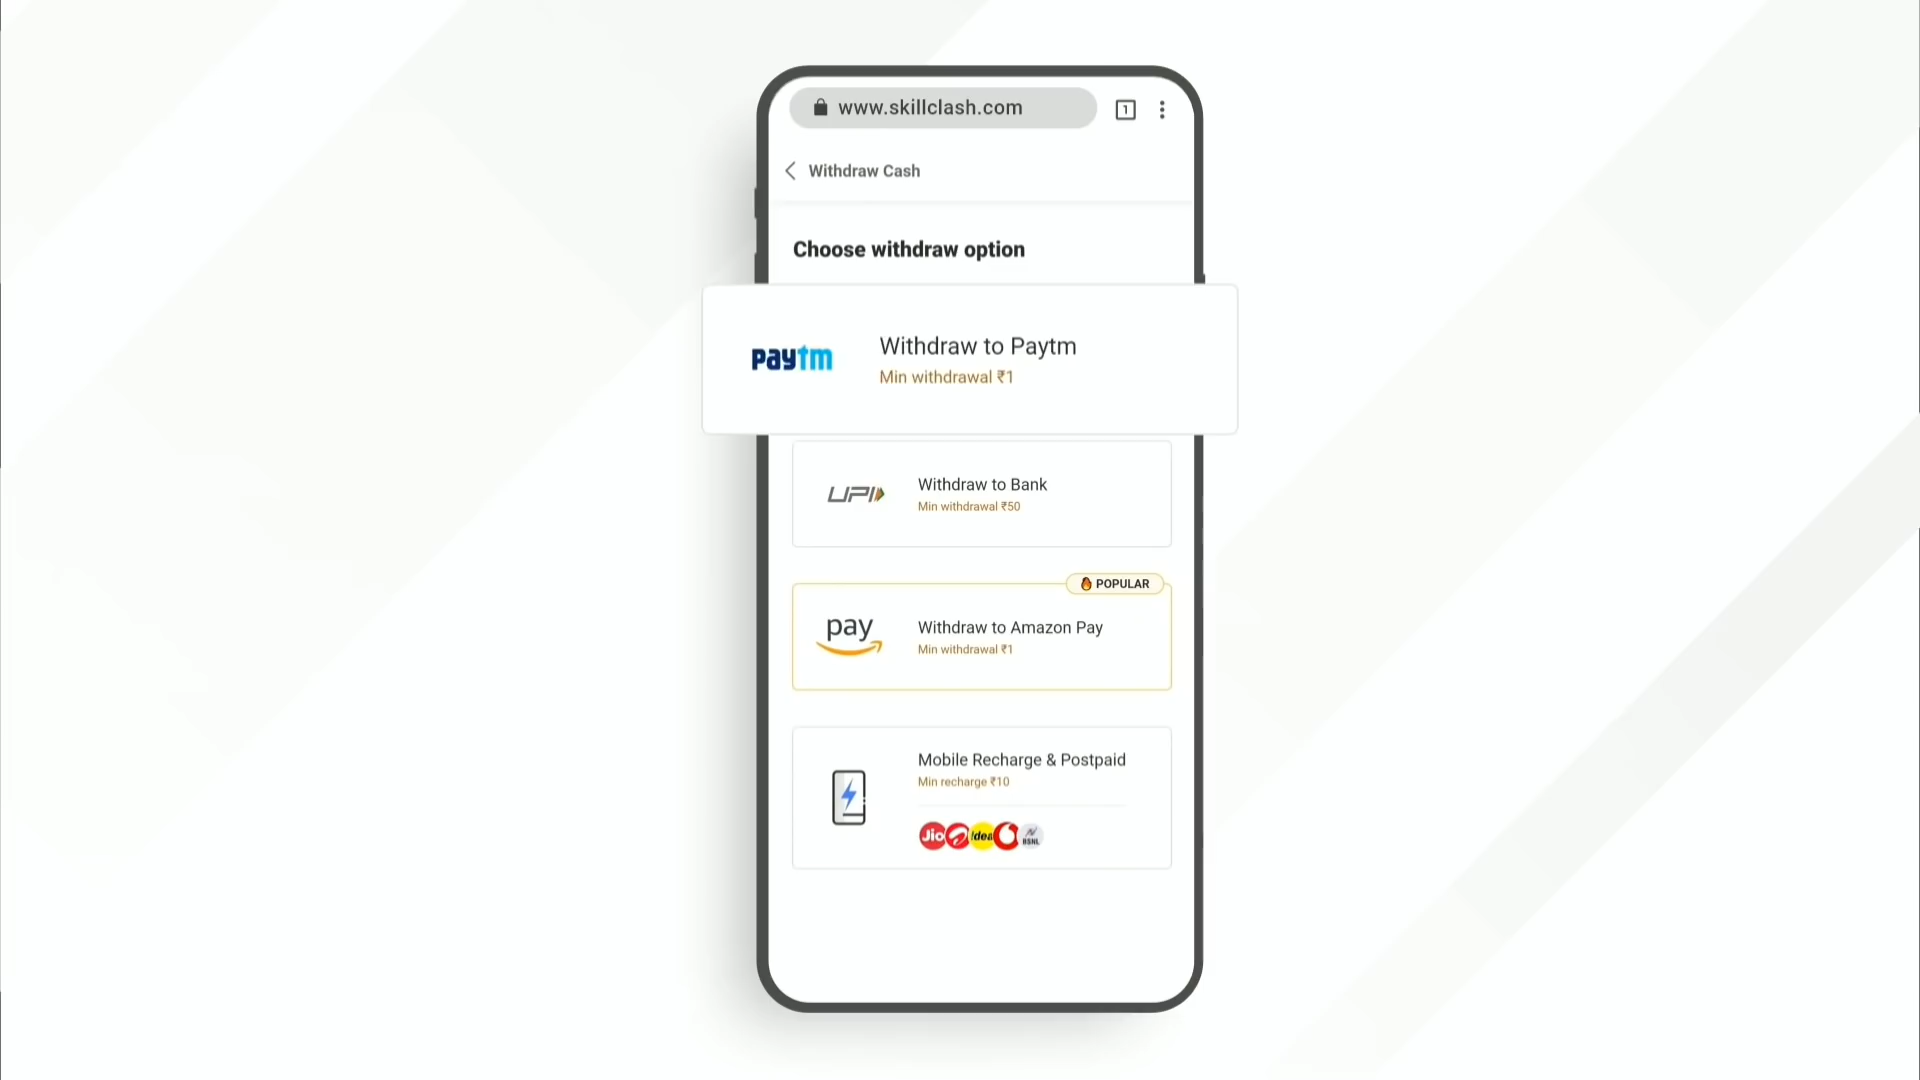 www.skillclash.com
1
Withdraw Cash
Choose withdraw option
paytm
Withdraw to Paytm
Min withdrawal ₹1
UPI
Withdraw to Bank
Min withdrawal ₹50
POPULAR
pay
Withdraw to Amazon Pay
Min withdrawal ₹1
Mobile Recharge & Postpaid
Min recharge ₹10
Jio
Idea
BSNL